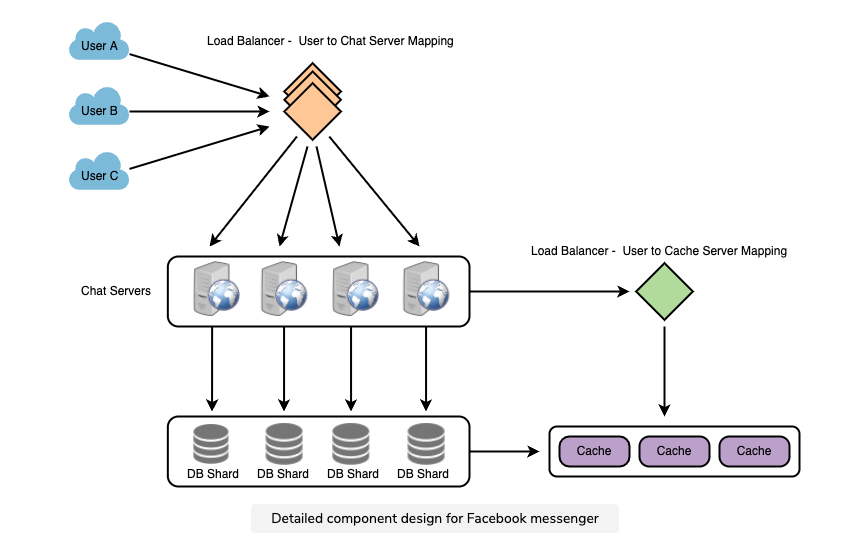 User A
Load Balancer - User to Chat Server Mapping
User B
User C
Load Balancer - User to Cache Server Mapping
Chat Servers
Cache
Cache
Cache
DB Shard
DB Shard
DB Shard
DB Shard
Detailed component design for Facebook messenger